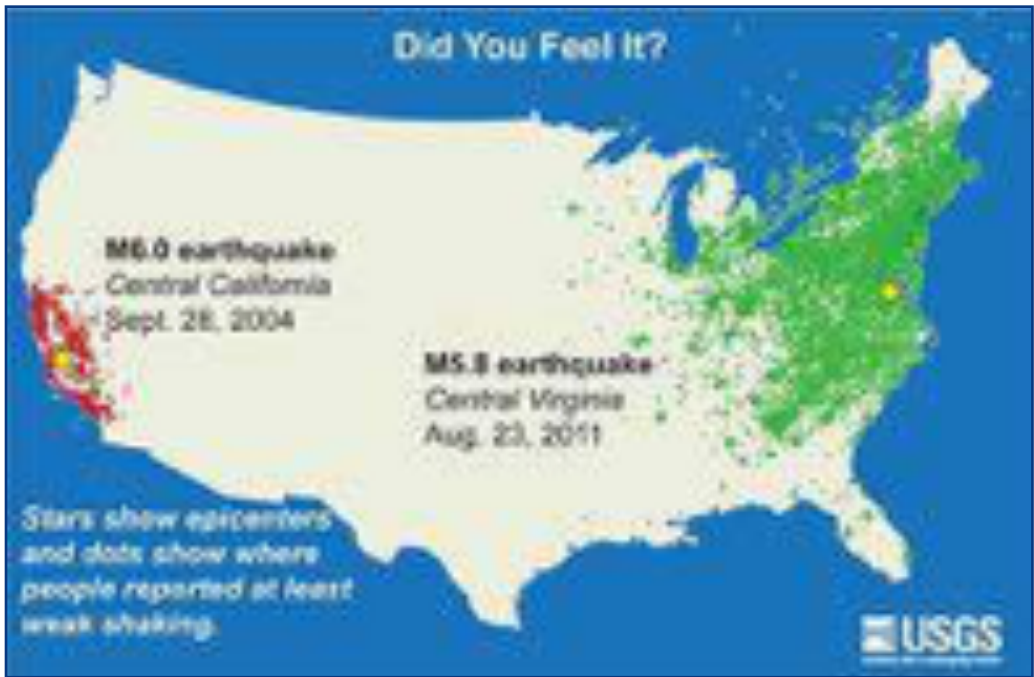 Did You Feel It?
M6.0 earthquake
Central California
Sept. 28, 2004
M5.8 earthquake
Central Virginia
Aug. 23, 2011
Stars show epicenters
and dots show where
people reported at least
weak shaking.
USGS